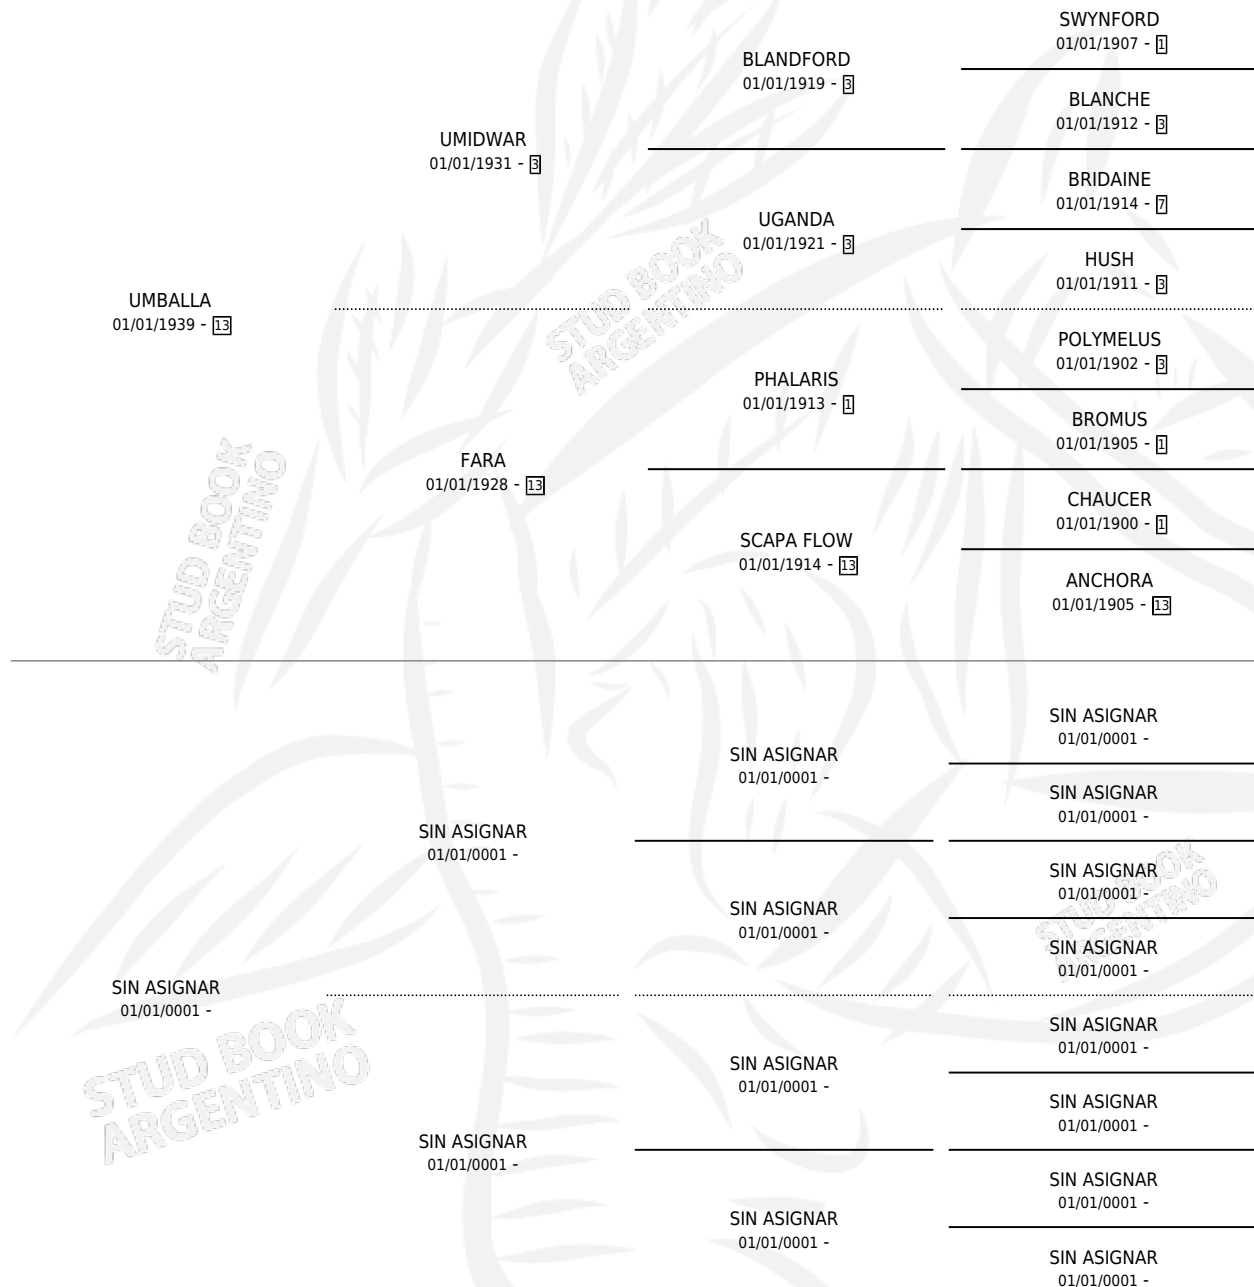 SWYNFORD
01/01/1907 - 1
BLANDFORD
01/01/1919 - 3
BLANCHE
01/01/1912 - 3
UMIDWAR
01/01/1931 - 3
BRIDAINE
01/01/1914 - 7
UGANDA
01/01/1921 - 3
HUSH
01/01/1911 - 3
UMBALLA
01/01/1939 - 13
POLYMELUS
01/01/1902 - 3
PHALARIS
01/01/1913 - 1
BROMUS
01/01/1905 - 1
FARA
01/01/1928 - 13
CHAUCER
01/01/1900 - 1
SCAPA FLOW
01/01/1914 - 13
ANCHORA
01/01/1905 - 13
STUD BOOK
ARGENTINO
STUD BOOK
ARGENTINO
SIN ASIGNAR
01/01/0001 -
SIN ASIGNAR
01/01/0001 -
SIN ASIGNAR
01/01/0001 -
SIN ASIGNAR
01/01/0001 -
SIN ASIGNAR
01/01/0001 -
SIN ASIGNAR
01/01/0001 -
SIN ASIGNAR
01/01/0001 -
SIN ASIGNAR
01/01/0001 -
SIN ASIGNAR
01/01/0001 -
SIN ASIGNAR
01/01/0001 -
SIN ASIGNAR
01/01/0001 -
SIN ASIGNAR
01/01/0001 -
SIN ASIGNAR
01/01/0001 -
SIN ASIGNAR
01/01/0001 -
SIN ASIGNAR
01/01/0001 -
STUD BOOK
ARGENTINO
STUD BOOK
ARGENTINO